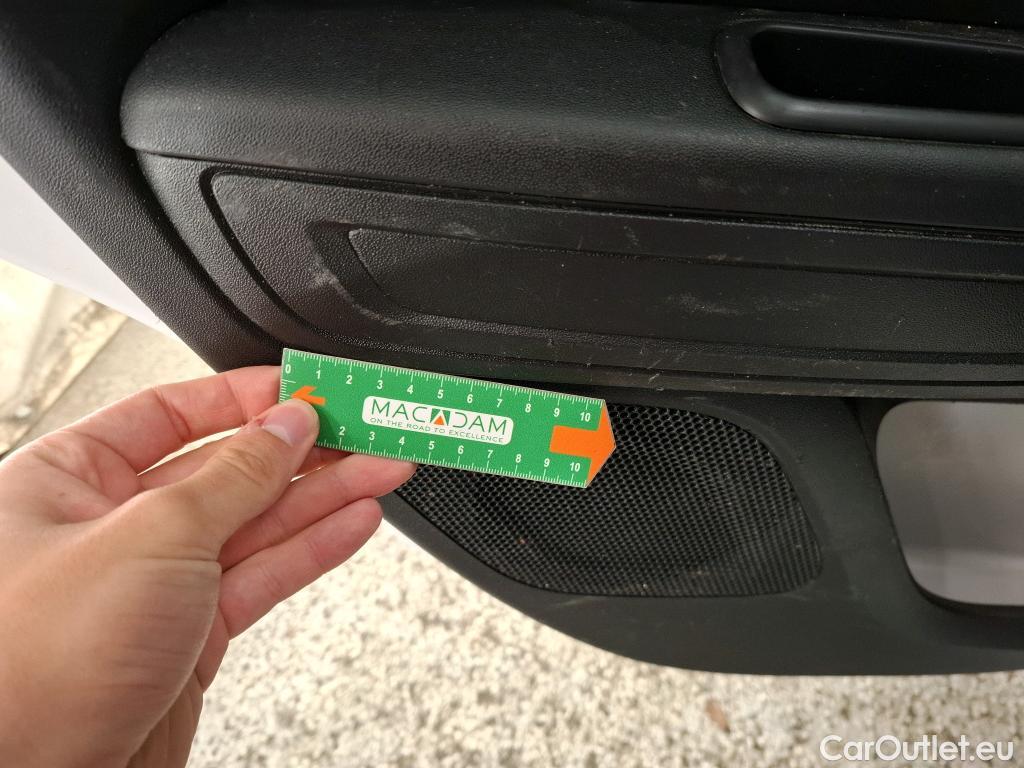 0 1 2 3 4 5 6 7 8 9 10
MACADAM
ON THE ROAD TO EXCELLENCE
2 3 4 5 6 7 8 9 10
CarOutlet.eu